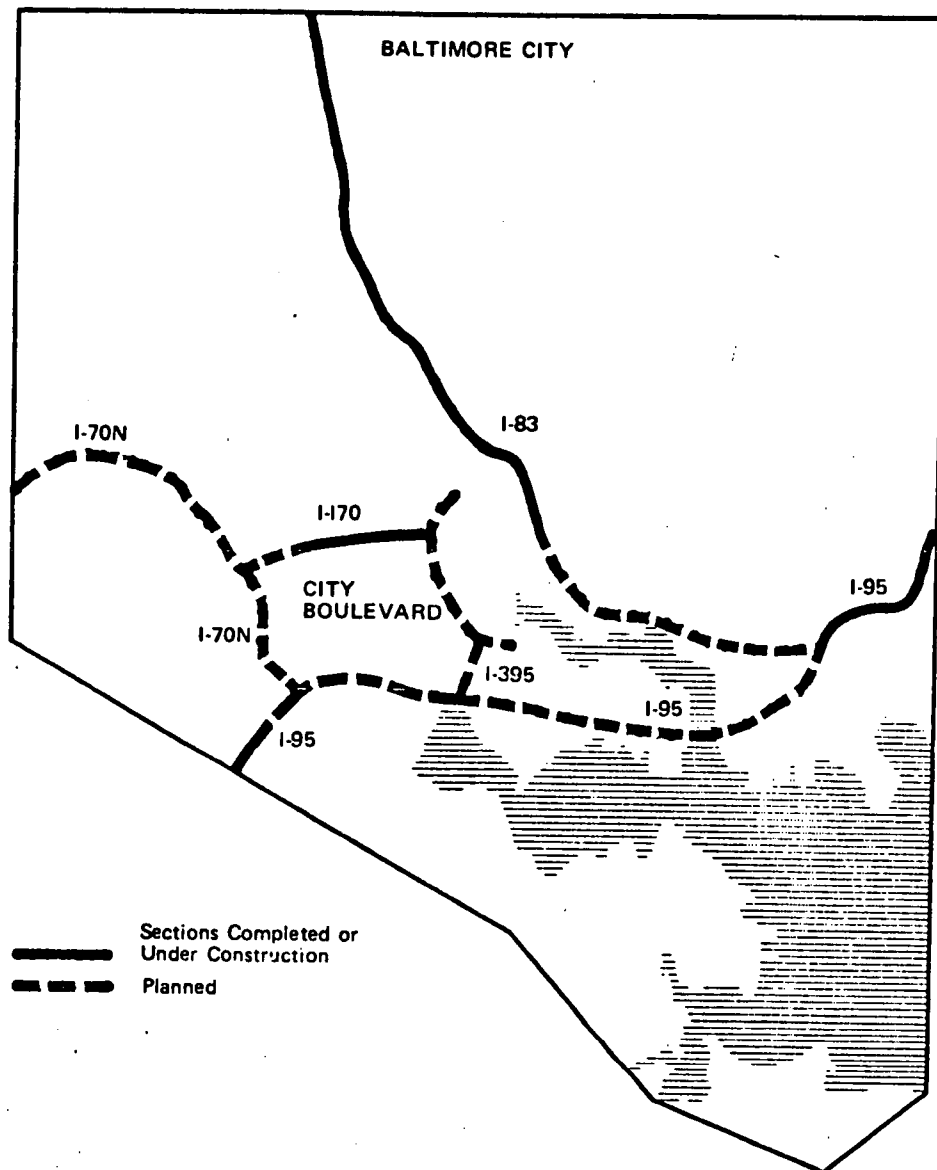 BALTIMORE CITY
I-83
I-70N
I-170
I-95
CITY
BOULEVARD
I-70N
I-395
I-95
I-95
Sections Completed or
Under Construction
Planned